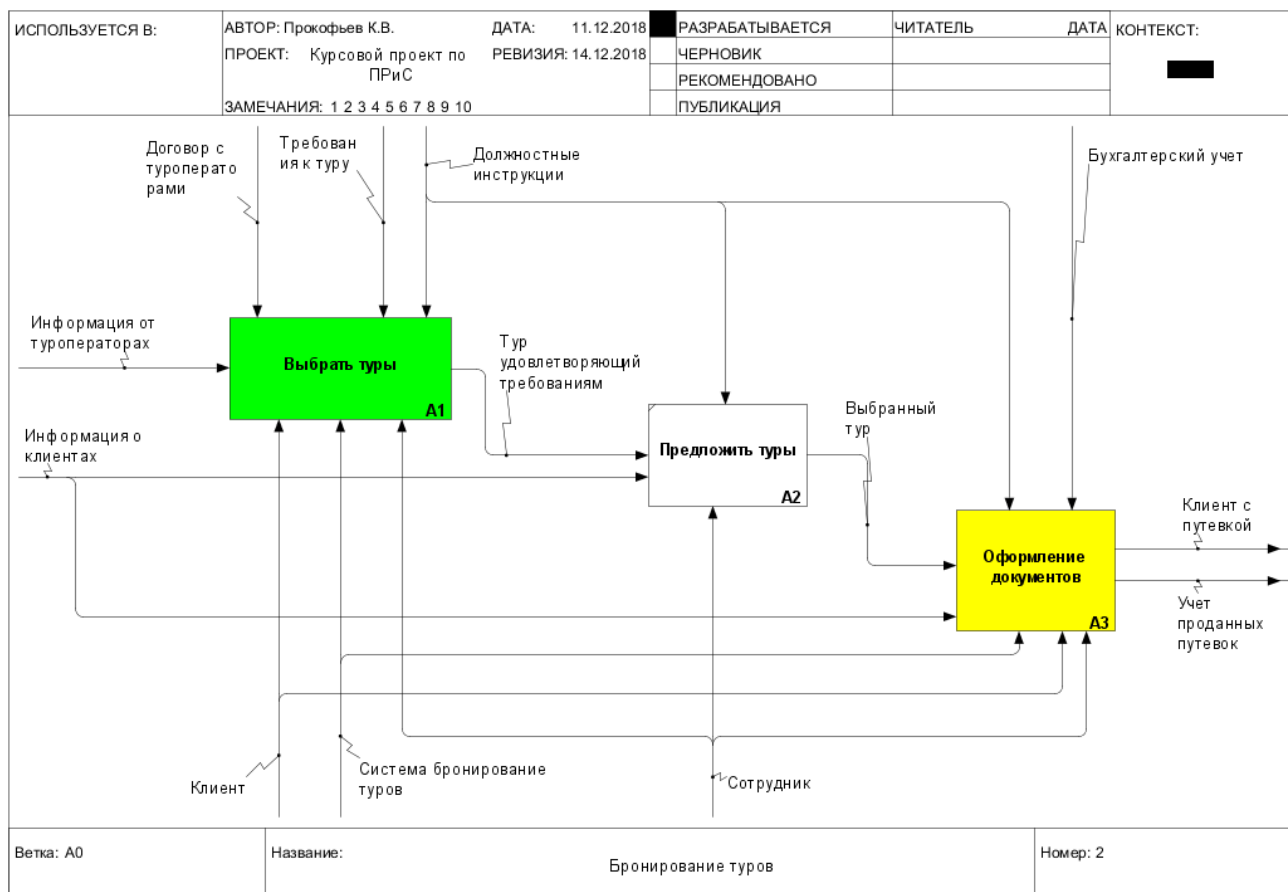 ИСПОЛЬЗУЕТСЯ В:
АВТОР: Прокофьев К.В.
ДАТА: 11.12.2018
ПРОЕКТ: Курсовой проект по
ПРиС
РЕВИЗИЯ: 14.12.2018
ЗАМЕЧАНИЯ: 1 2 3 4 5 6 7 8 9 10
РАЗРАБАТЫВАЕТСЯ
ЧЕРНОВИК
РЕКОМЕНДОВАНО
ПУБЛИКАЦИЯ
ЧИТАТЕЛЬ
ДАТА
КОНТЕКСТ:
Договор с
туроперато
рами
Требован
ия к туру
Должностные
инструкции
Бухгалтерский учет
Информация от
туроператорах
Выбрать туры
A1
Тур
удовлетворяющий
требованиям
Информация о
клиентах
Предложить туры
A2
Выбранный
тур
Оформление
документов
A3
Клиент с
путевкой
Учет
проданных
путевок
Клиент
Система бронирование
туров
Сотрудник
Ветка: A0
Название:
Бронирование туров
Номер: 2